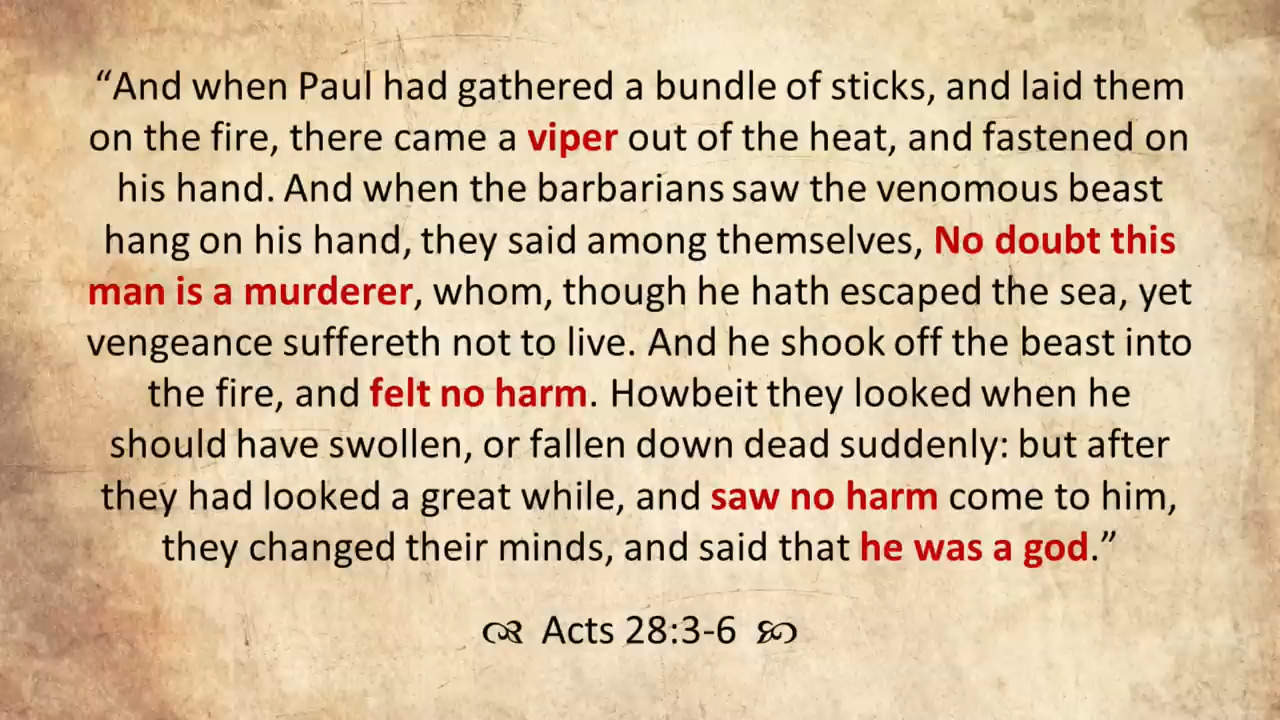 “And when Paul had gathered a bundle of sticks, and laid them
on the fire, there came a viper out of the heat, and fastened on
his hand. And when the barbarians saw the venomous beast
hang on his hand, they said among themselves, No doubt this
man is a murderer, whom, though he hath escaped the sea, yet
vengeance suffereth not to live. And he shook off the beast into
the fire, and felt no harm. Howbeit they looked when he
should have swollen, or fallen down dead suddenly: but after
they had looked a great while, and saw no harm come to him,
they changed their minds, and said that he was a god.”
Acts 28:3-6